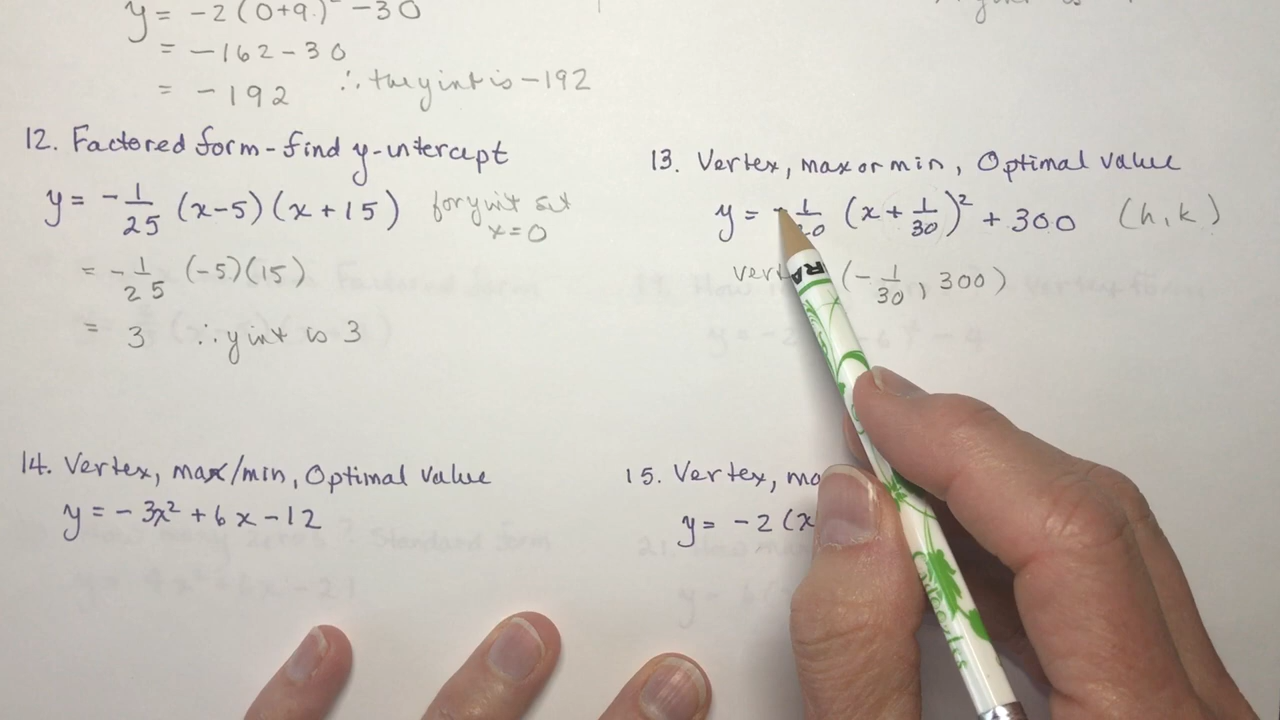 y = -2(0+9)² -30
= -162-30
= -192 ∴ the y int is -192
12. Factored form - find y-intercept
y = -1/25 (x-5)(x+15) for y int set
x=0
= -1/25 (-5)(15)
= 3 ∴ y int is 3
13. Vertex, max or min, Optimal value
y = (x + 1/30)² + 300 (h,k)
(-1/30, 300)
14. Vertex, max/min, Optimal value
y = -3x² + 6x - 12
15. Vertex,
y = -2(x